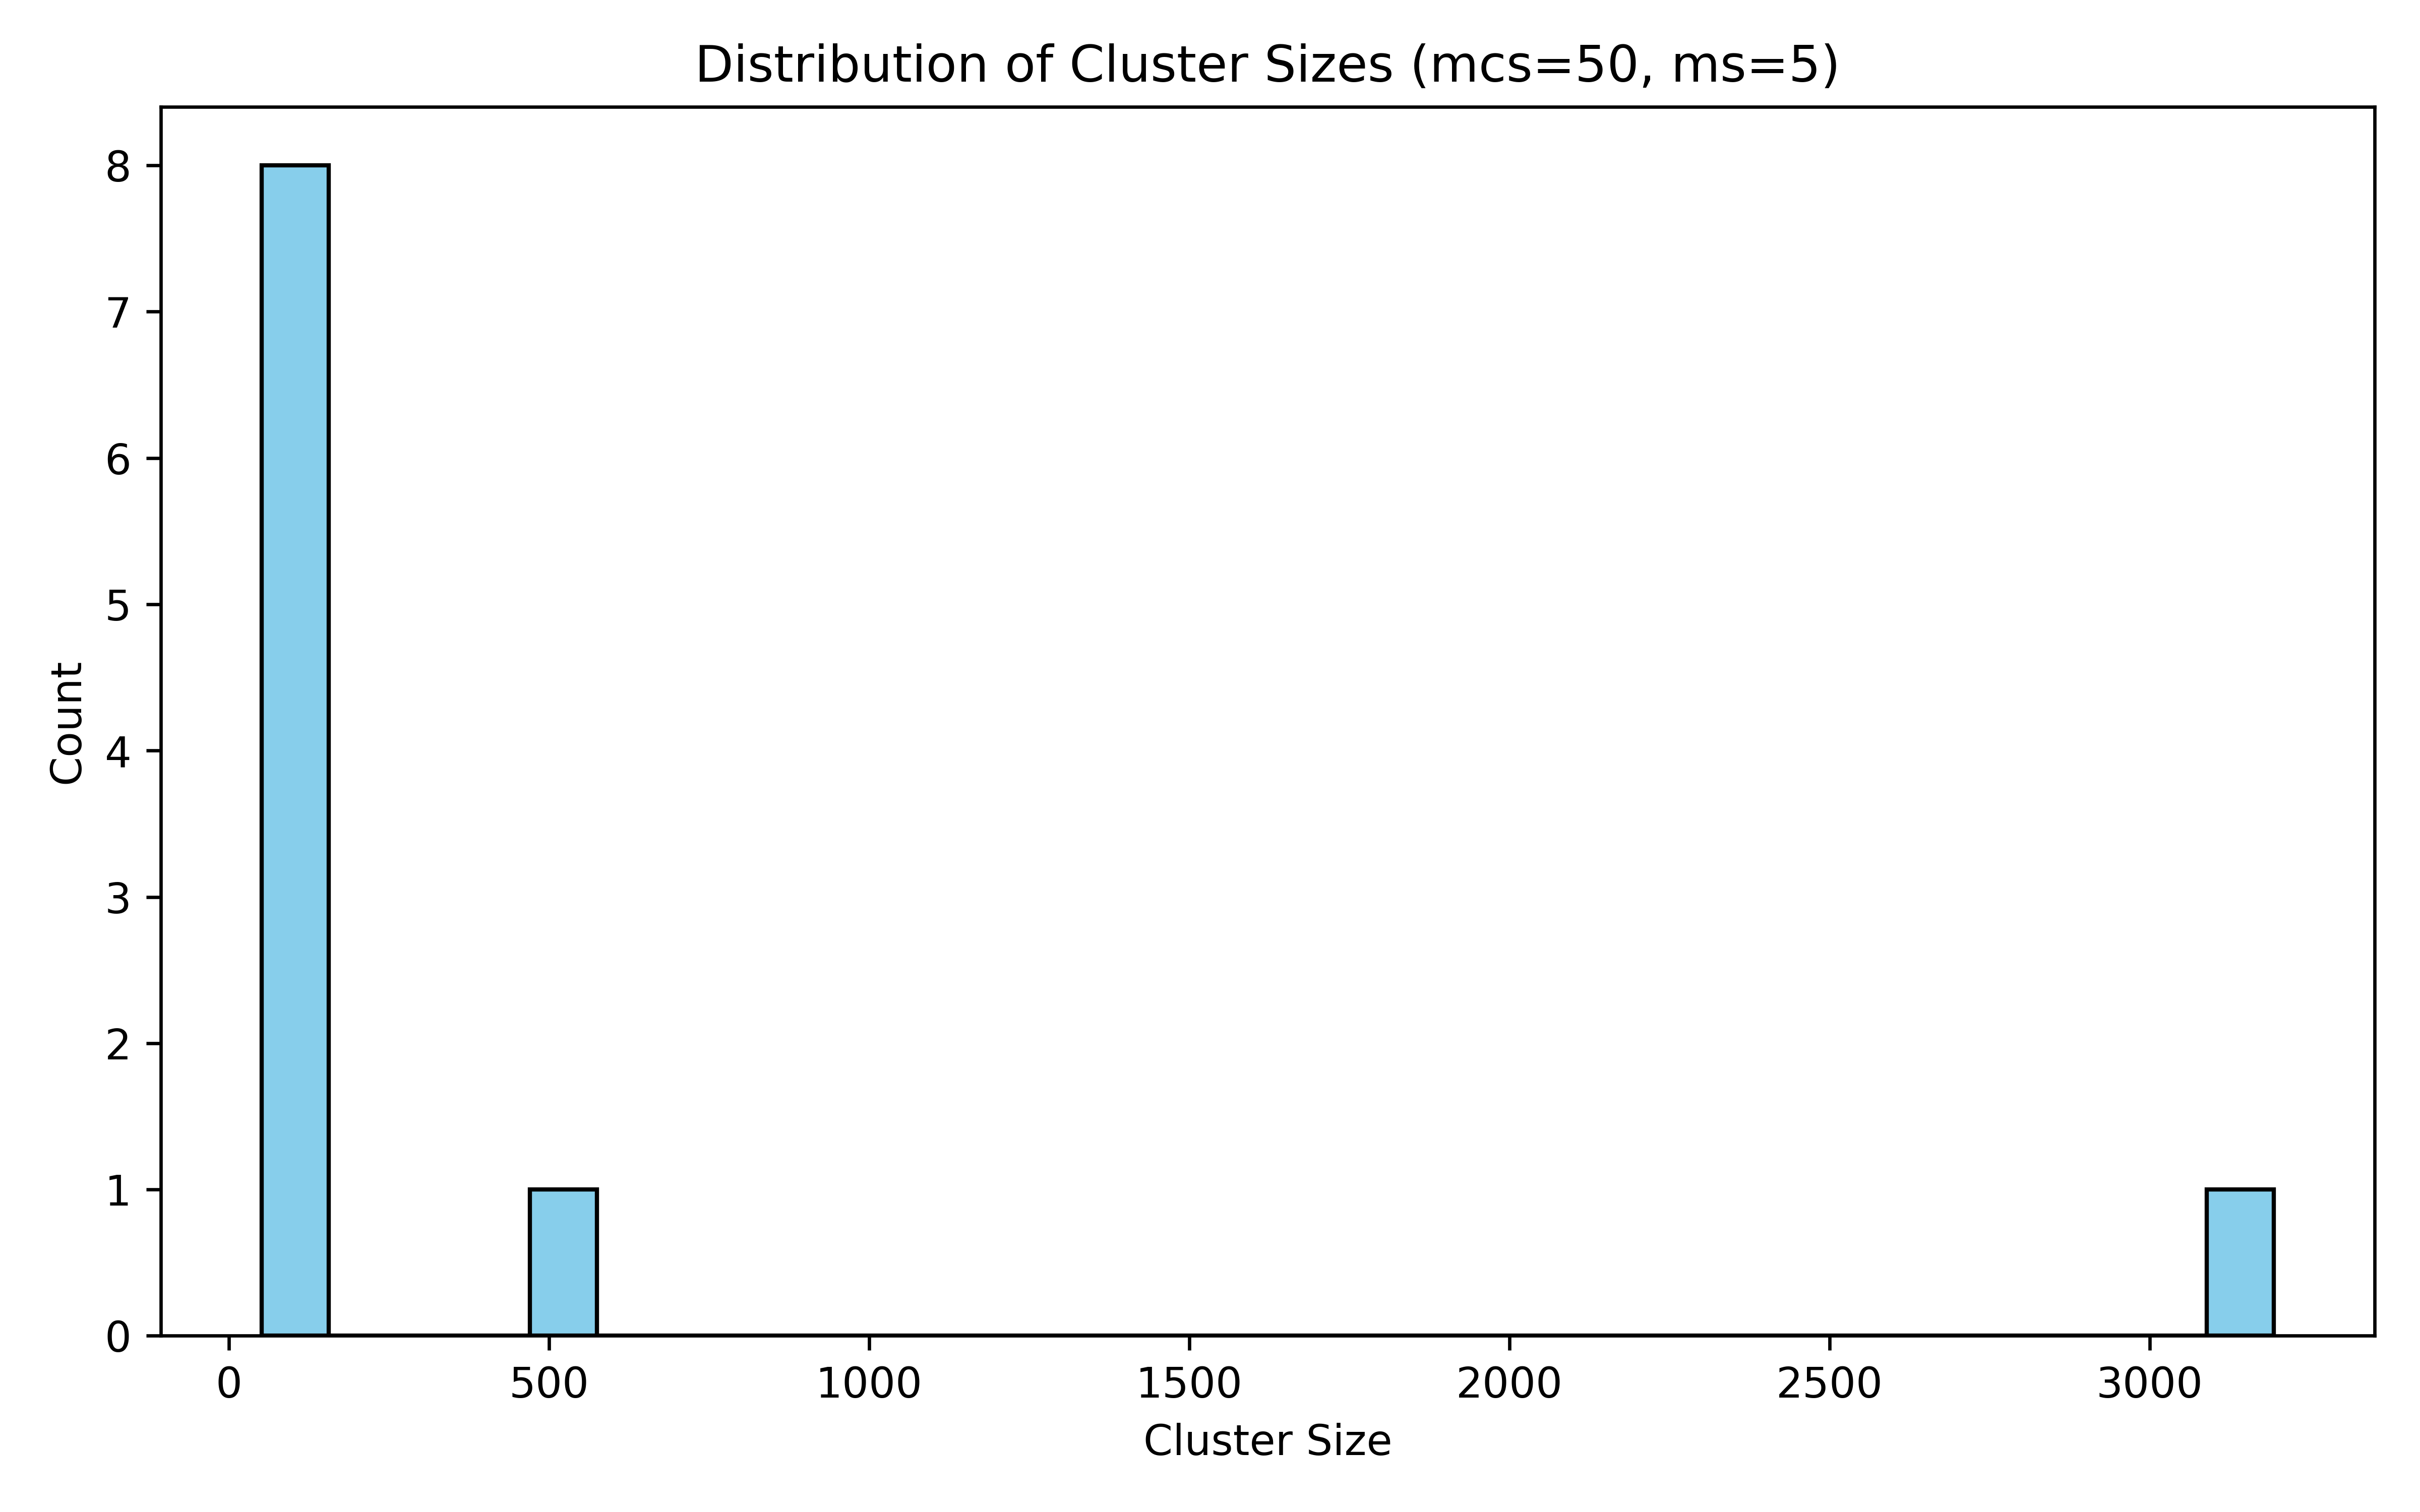 Distribution of Cluster Sizes (mcs=50, ms=5)
8
7
6
5
4
3
2
1
0
Count
0 500 1000 1500 2000 2500 3000
Cluster Size